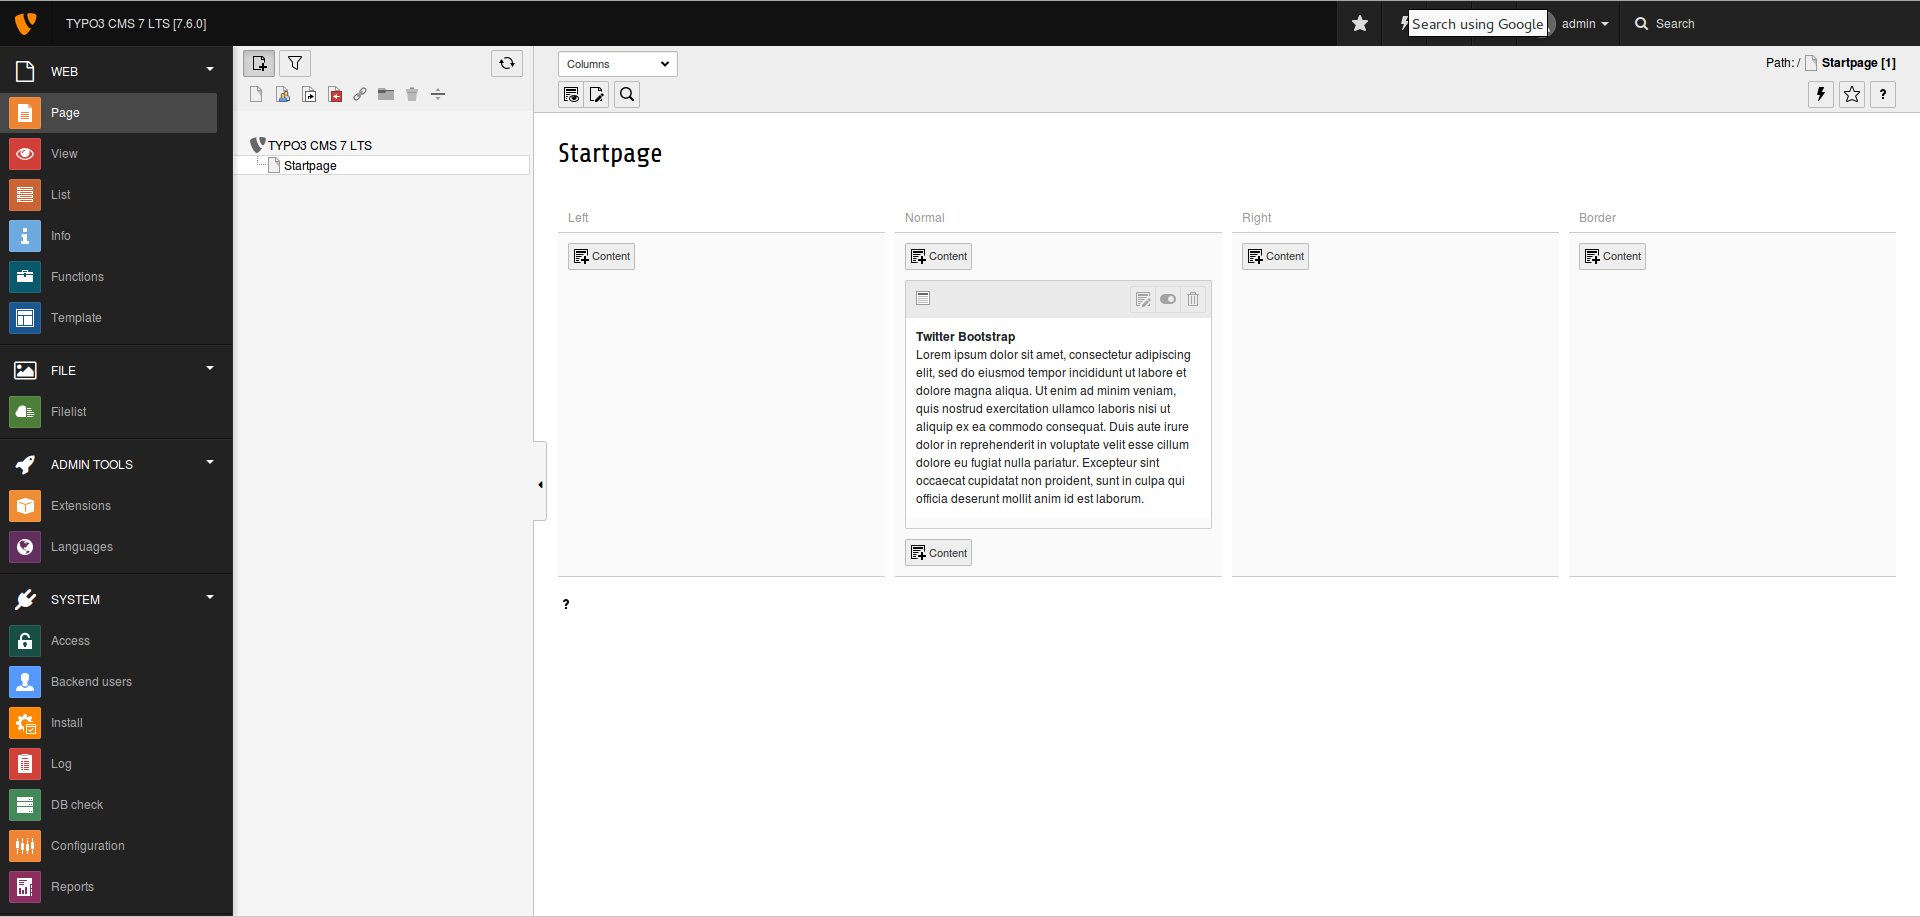 TYPO3 CMS 7 LTS [7.6.0]
Search using Google
admin
Search
WEB
Page
View
List
Info
Functions
Template
FILE
Filelist
ADMIN TOOLS
Extensions
Languages
SYSTEM
Access
Backend users
Install
Log
DB check
Configuration
Reports
TYPO3 CMS 7 LTS
Startpage
Columns
Path: / Startpage [1]
?
Startpage
Left
Normal
Right
Border
Content
Content
Content
Content
Twitter Bootstrap
Lorem ipsum dolor sit amet, consectetur adipiscing
elit, sed do eiusmod tempor incididunt ut labore et
dolore magna aliqua. Ut enim ad minim veniam,
quis nostrud exercitation ullamco laboris nisi ut
aliquip ex ea commodo consequat. Duis aute irure
dolor in reprehenderit in voluptate velit esse cillum
dolore eu fugiat nulla pariatur. Excepteur sint
occaecat cupidatat non proident, sunt in culpa qui
officia deserunt mollit anim id est laborum.
Content
?